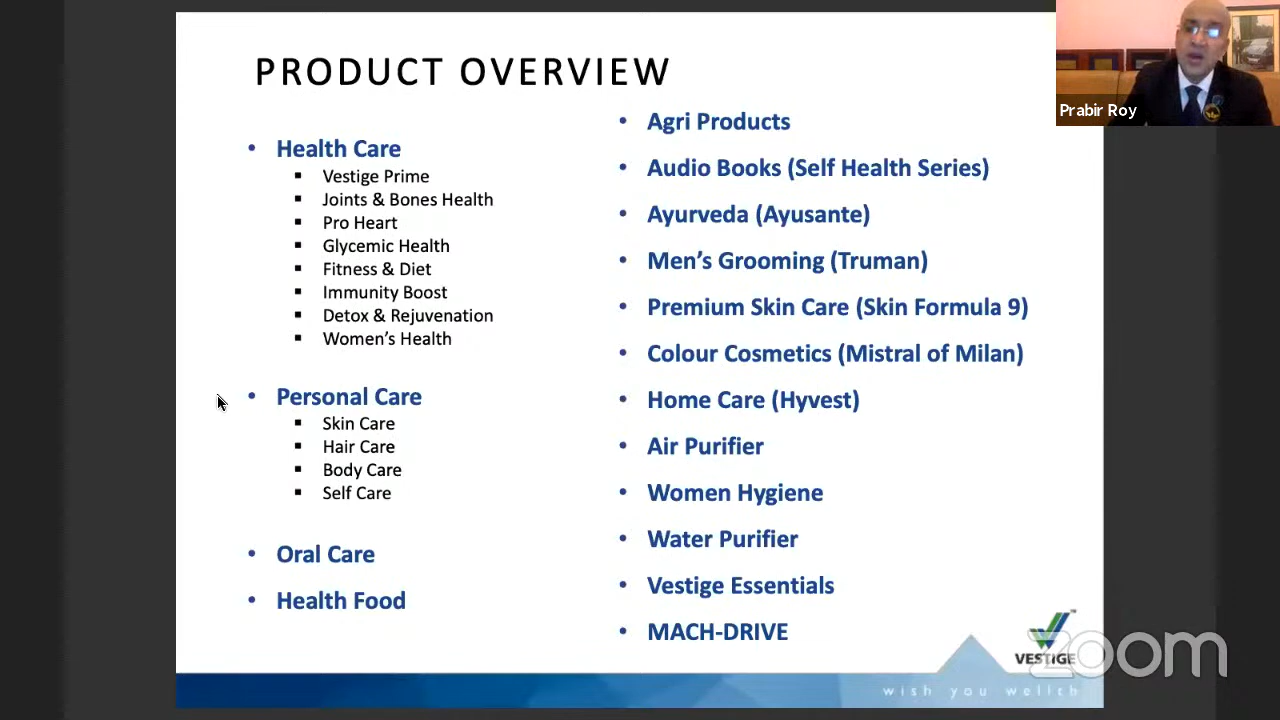 PRODUCT OVERVIEW
Health Care
Vestige Prime
Joints & Bones Health
Pro Heart
Glycemic Health
Fitness & Diet
Immunity Boost
Detox & Rejuvenation
Women's Health
Personal Care
Skin Care
Hair Care
Body Care
Self Care
Oral Care
Health Food
Agri Products
Audio Books (Self Health Series)
Ayurveda (Ayusante)
Men's Grooming (Truman)
Premium Skin Care (Skin Formula 9)
Colour Cosmetics (Mistral of Milan)
Home Care (Hyvest)
Air Purifier
Women Hygiene
Water Purifier
Vestige Essentials
MACH-DRIVE
VESTIGE
wish you wellth
Prabir Roy
zoom